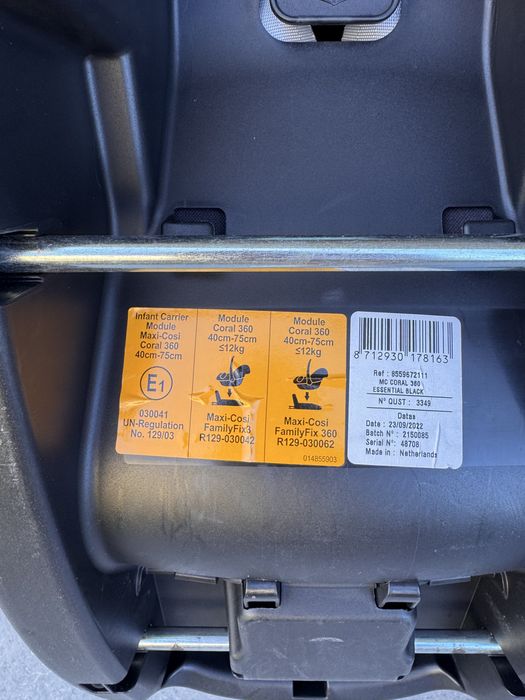 Infant Carrier
Module
Maxi-Cosi
Coral 360
40cm-75cm
E1
030041
UN-Regulation
No. 129/03
Module
Coral 360
40cm-75cm
≤12kg
Maxi-Cosi
FamilyFix3
R129-030042
Module
Coral 360
40cm-75cm
≤12kg
Maxi-Cosi
FamilyFix 360
R129-030062
014855903
8 712930 178163
Ref : 8559672111
MC CORAL 360
ESSENTIAL BLACK
N° QUST : 3349
Datas
Date : 23/09/2022
Batch N° : 2150085
Serial N° : 48708
Made in : Netherlands